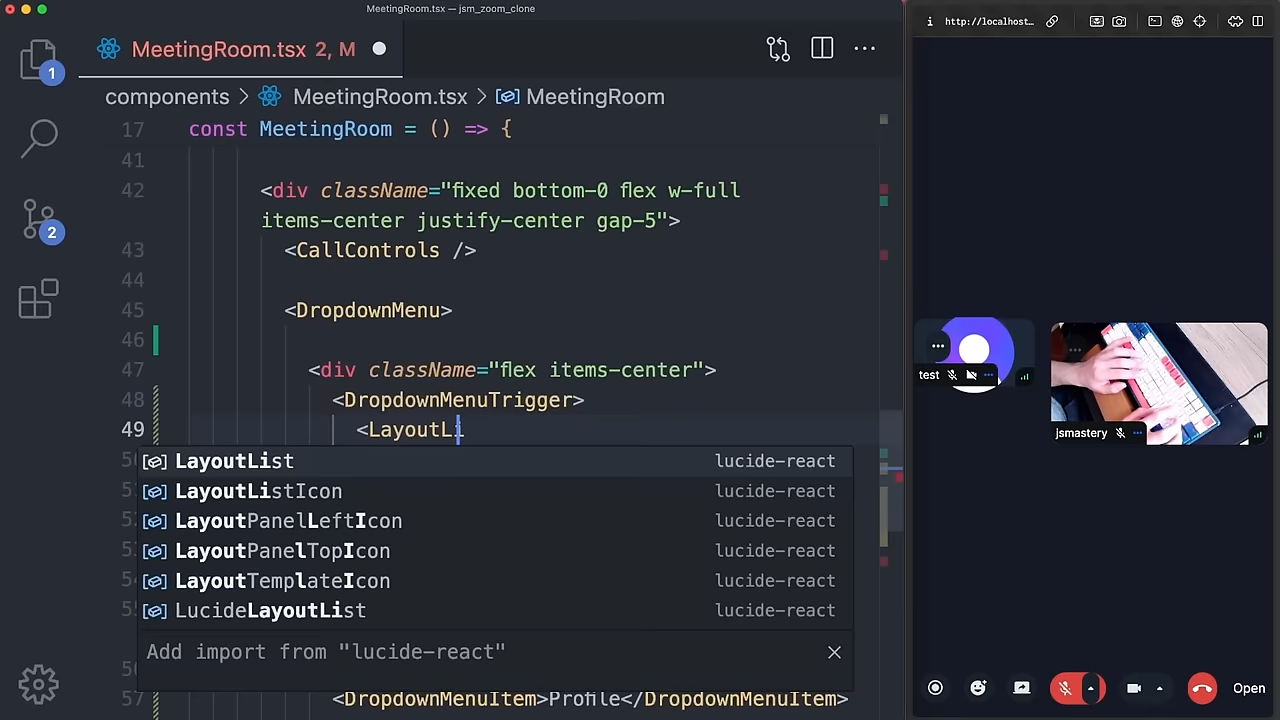 MeetingRoom.tsx — jsm_zoom_clone
MeetingRoom.tsx 2, M
1
components > MeetingRoom.tsx > MeetingRoom
17 const MeetingRoom = () => {
41
42 <div className="fixed bottom-0 flex w-full
items-center justify-center gap-5">
43 <CallControls />
44
45 <DropdownMenu>
46
47 <div className="flex items-center">
48 <DropdownMenuTrigger>
49 <LayoutLi
2
LayoutList lucide-react
LayoutListIcon lucide-react
LayoutPanelLeftIcon lucide-react
LayoutPanelTopIcon lucide-react
LayoutTemplateIcon lucide-react
LucideLayoutList lucide-react
Add import from "lucide-react"
57 <DropdownMenuItem>Profile</DropdownMenuItem>
http://localhost...
test
jsmastery
Open